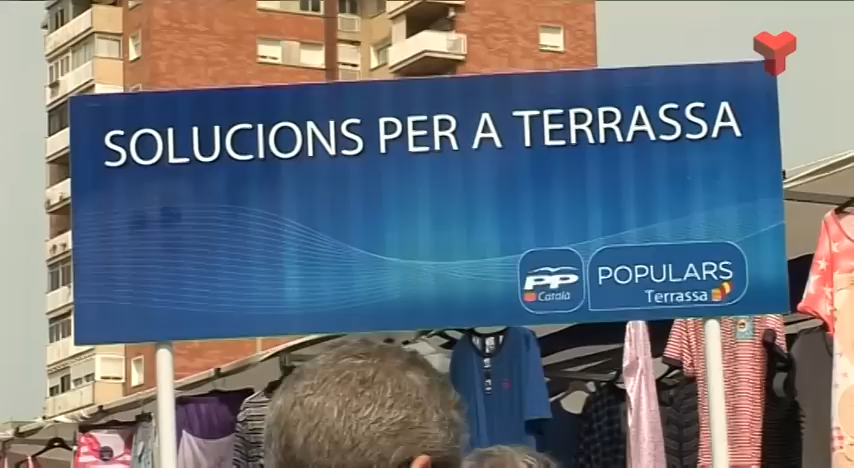 SOLUCIONS PER A TERRASSA
PP
Català
POPULARS
Terrassa